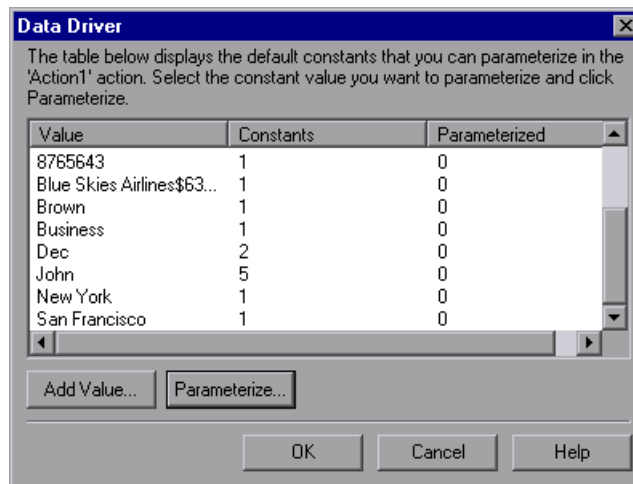 Data Driver
The table below displays the default constants that you can parameterize in the
'Action1' action. Select the constant value you want to parameterize and click
Parameterize.
Value Constants Parameterized
8765643 1 0
Blue Skies Airlines$63... 1 0
Brown 1 0
Business 1 0
Dec 2 0
John 5 0
New York 1 0
San Francisco 1 0
Add Value... Parameterize...
OK Cancel Help